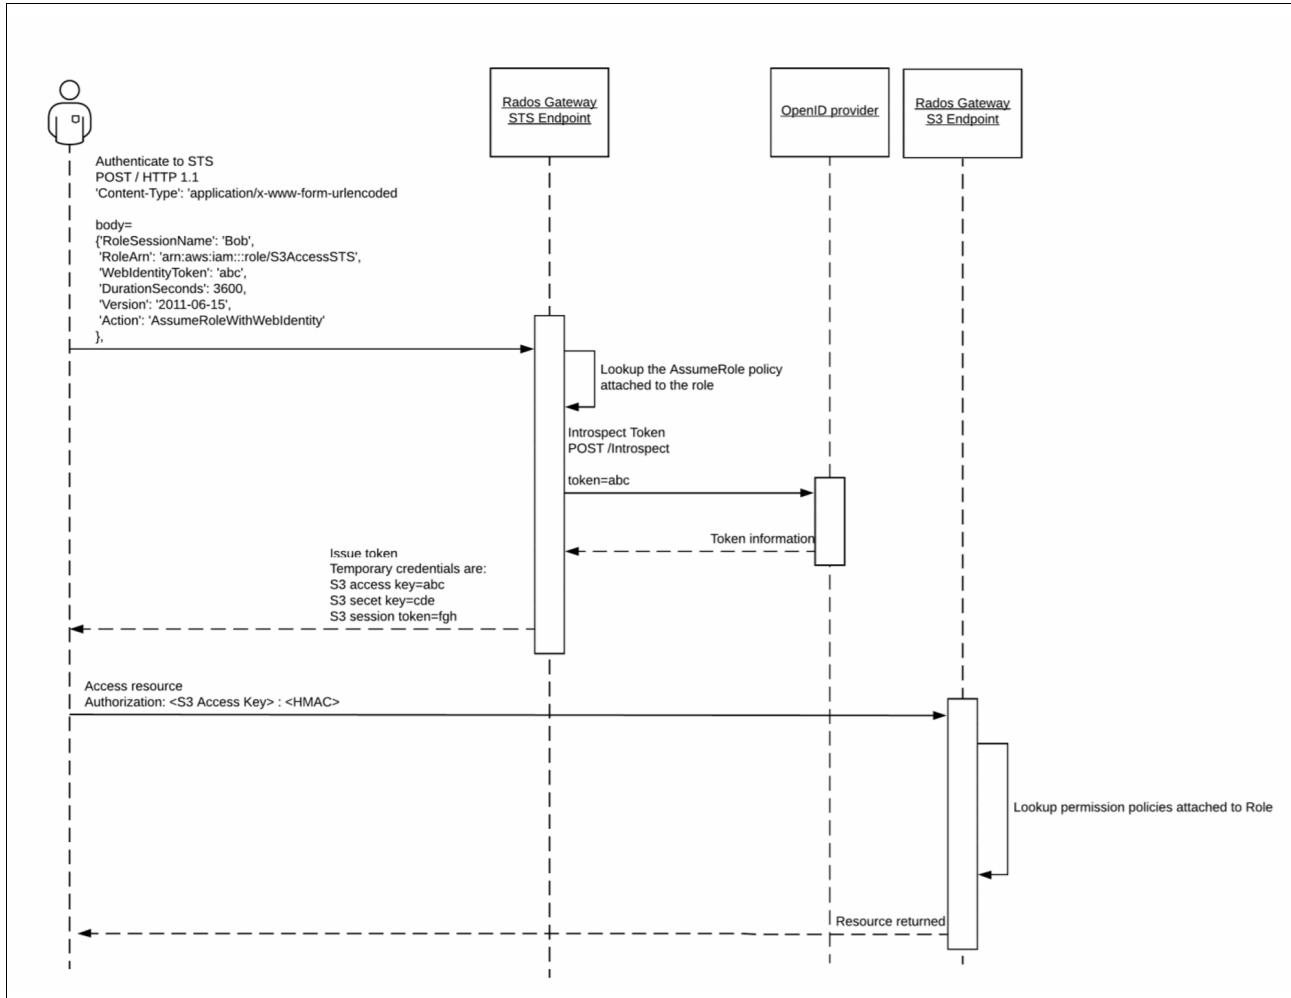 Rados Gateway
STS Endpoint
OpenID provider
Rados Gateway
S3 Endpoint
Authenticate to STS
POST / HTTP 1.1
'Content-Type': 'application/x-www-form-urlencoded
body=
{'RoleSessionName': 'Bob',
'RoleArn': 'arn:aws:iam:::role/S3AccessSTS',
'WebIdentityToken': 'abc',
'DurationSeconds': 3600,
'Version': '2011-06-15',
'Action': 'AssumeRoleWithWebIdentity'
},
Lookup the AssumeRole policy
attached to the role
Introspect Token
POST /Introspect
token=abc
Token information
Issue token
Temporary credentials are:
S3 access key=abc
S3 secet key=cde
S3 session token=fgh
Access resource
Authorization: <S3 Access Key> : <HMAC>
Lookup permission policies attached to Role
Resource returned